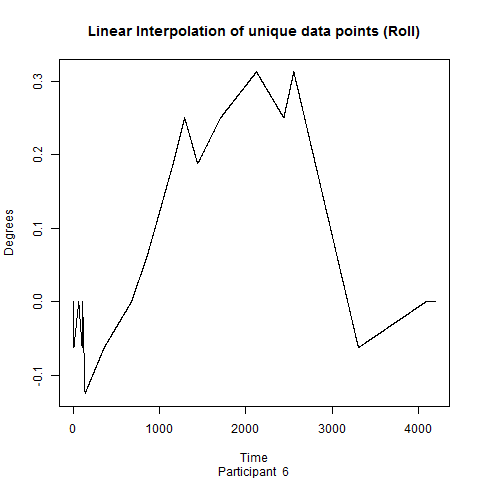 Linear Interpolation of unique data points (Roll)
Degrees
0.3
0.2
0.1
0.0
-0.1
0 1000 2000 3000 4000
Time
Participant 6